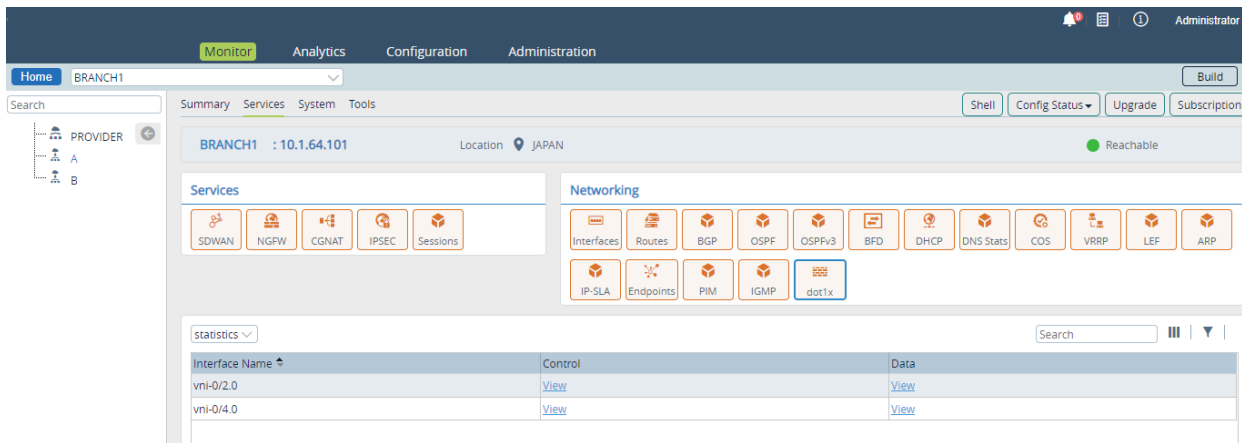 0
Administrator
Monitor Analytics Configuration Administration
Home BRANCH1 Build
Search
Summary Services System Tools Shell Config Status Upgrade Subscription
PROVIDER
A
B
BRANCH1 : 10.1.64.101 Location JAPAN Reachable
Services
SDWAN NGFW CGNAT IPSEC Sessions
Networking
Interfaces Routes BGP OSPF OSPFv3 BFD DHCP DNS Stats COS VRRP LEF ARP
IP-SLA Endpoints PIM IGMP dot1x
statistics Search
Interface Name Control Data
vni-0/2.0 View View
vni-0/4.0 View View